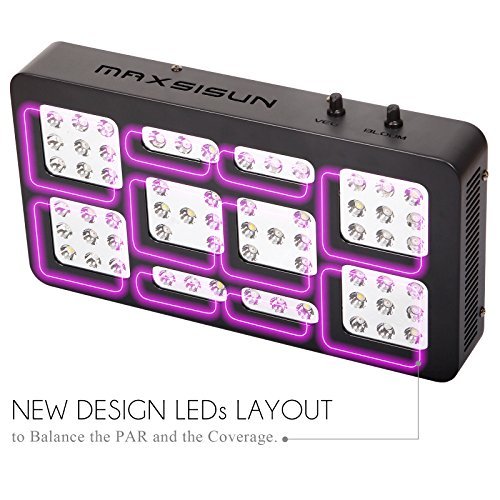 MAXSISUN
VEG
BLOOM
NEW DESIGN LEDs LAYOUT
to Balance the PAR and the Coverage.